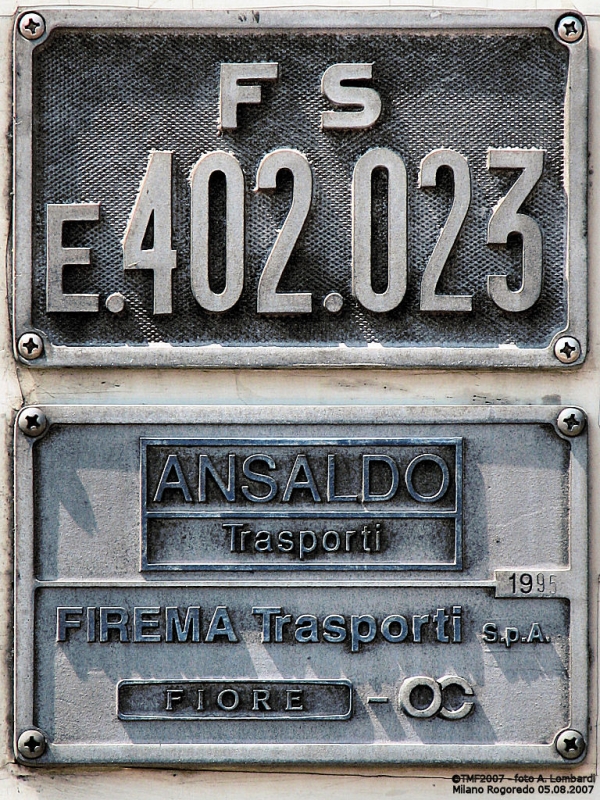 FS
E.402.023
ANSALDO
Trasporti
1995
FIREMA Trasporti S.p.A.
FIORE - OC
©TMF2007 - foto A. Lombardi
Milano Rogoredo 05.08.2007